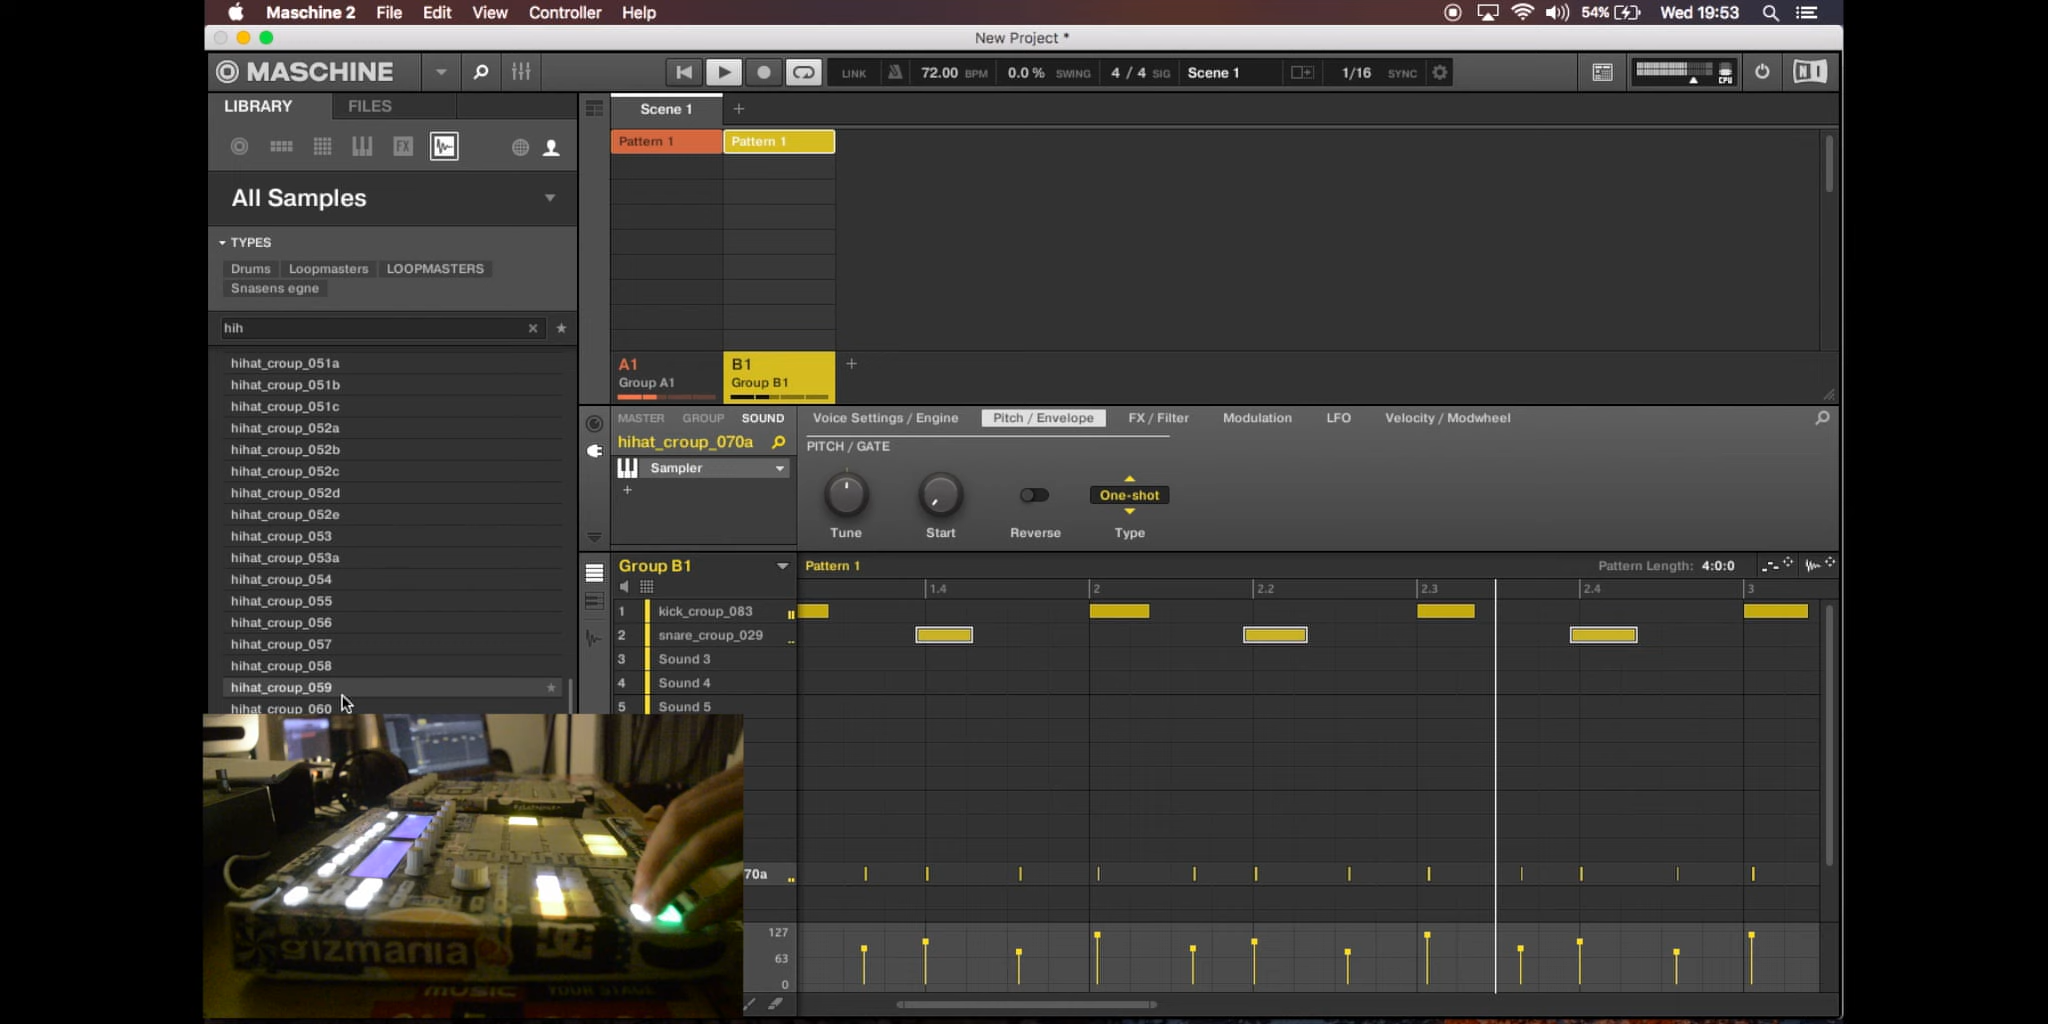 Maschine 2 File Edit View Controller Help 54% Wed 19:53
New Project *
MASCHINE LINK 72.00 BPM 0.0 % SWING 4 / 4 SIG Scene 1 1/16 SYNC CPU NI
LIBRARY FILES
Scene 1 +
Pattern 1 Pattern 1
FX
All Samples
TYPES
Drums Loopmasters LOOPMASTERS
Snasens egne
hih
hihat_croup_051a
hihat_croup_051b
hihat_croup_051c
hihat_croup_052a
hihat_croup_052b
hihat_croup_052c
hihat_croup_052d
hihat_croup_052e
hihat_croup_053
hihat_croup_053a
hihat_croup_054
hihat_croup_055
hihat_croup_056
hihat_croup_057
hihat_croup_058
hihat_croup_059
hihat_croup_060
A1 B1 +
Group A1 Group B1
MASTER GROUP SOUND
hihat_croup_070a
Sampler
+
Voice Settings / Engine Pitch / Envelope FX / Filter Modulation LFO Velocity / Modwheel
PITCH / GATE
One-shot
Tune Start Reverse Type
Group B1 Pattern 1 Pattern Length: 4:0:0
1.4 2 2.2 2.3 2.4 3
1 kick_croup_083
2 snare_croup_029
3 Sound 3
4 Sound 4
5 Sound 5
70a
127
63
0
gizmania
MUSIC YOUR STAGE